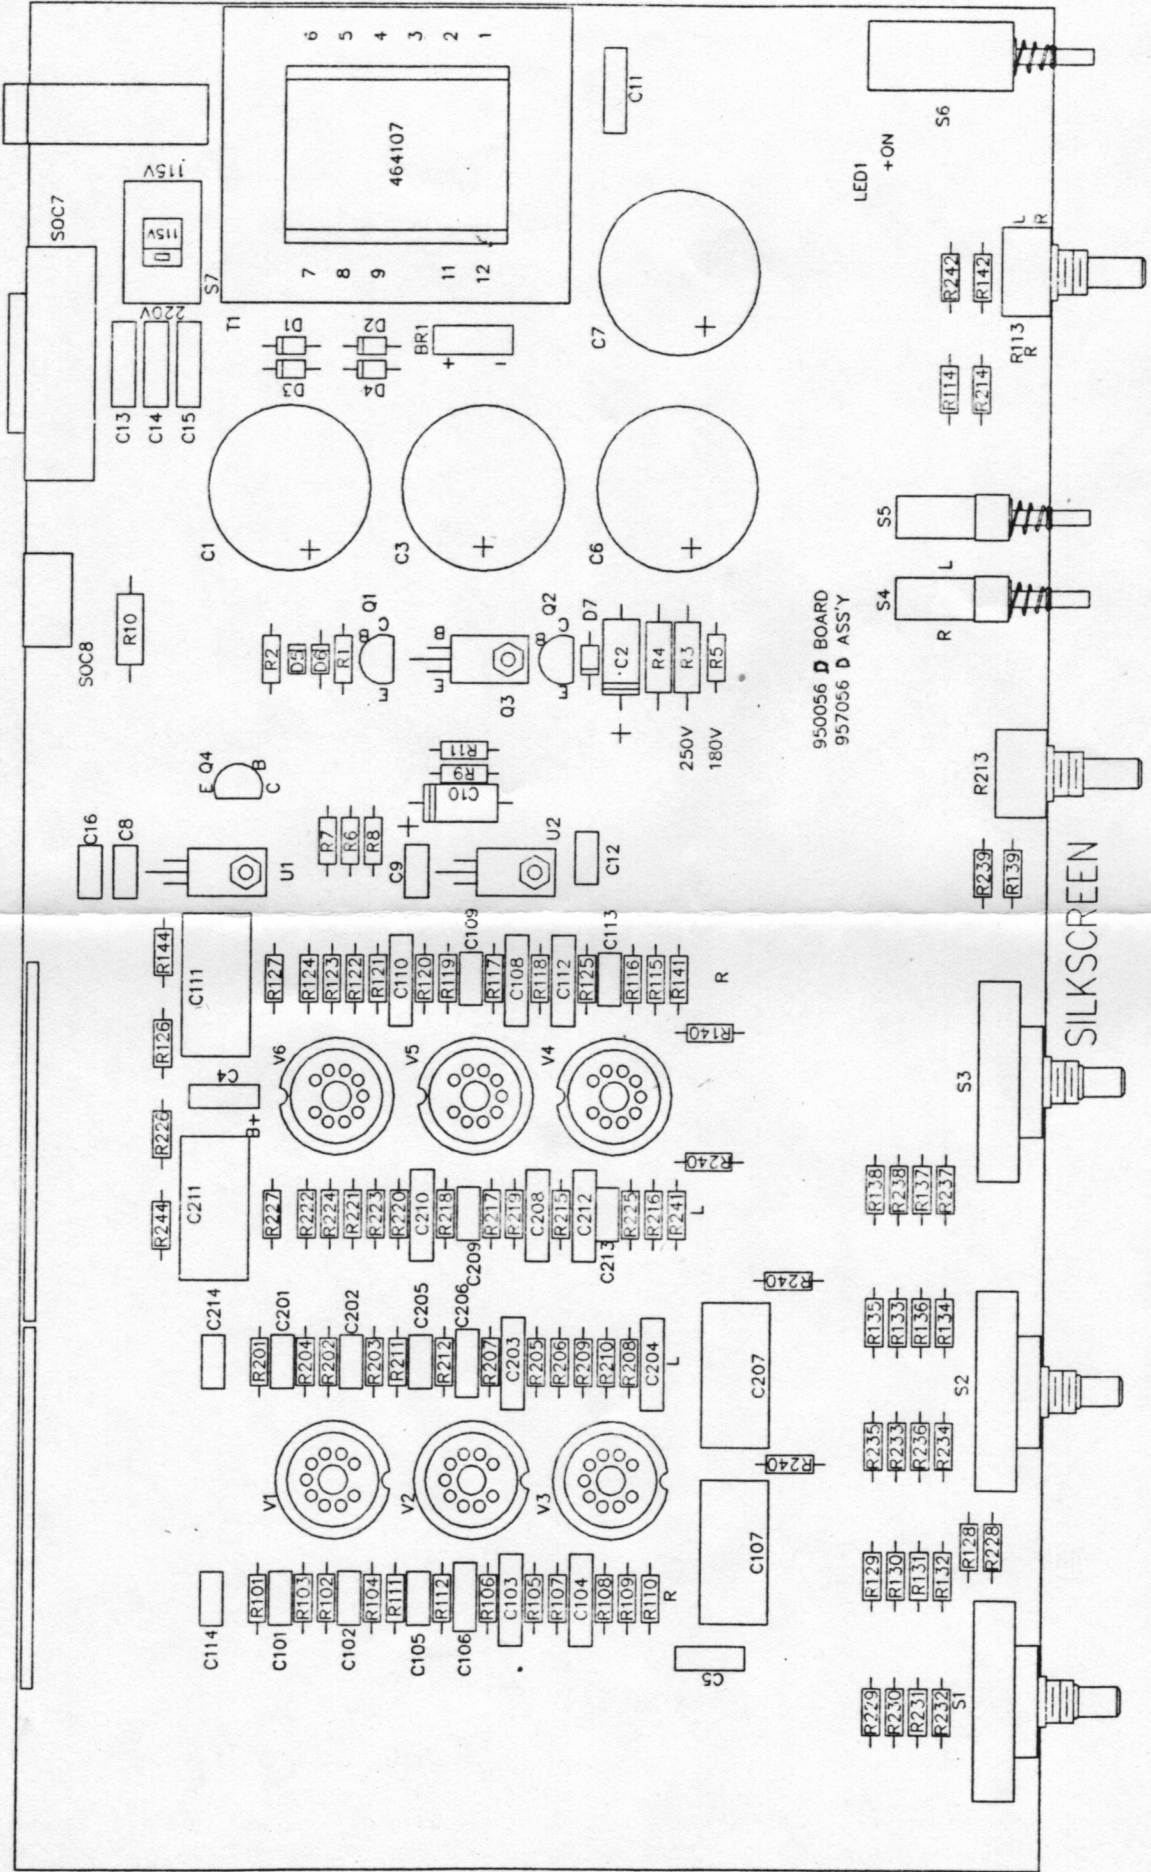 6
5
4
3
2
1
464107
7
8
9
11
12
C11
S6
LED1
+ON
115V
115V
0
SOC7
S7
220V
T1
D1
D2
D3
D4
BR1
+
-
C7
+
R242
R142
L
R
R113
R
R114
R214
C13
C14
C15
C1
+
C3
+
C6
+
S5
L
S4
R
SOC8
R10
R2
D5
D6
R1
Q1
B
E
B
E
Q3
Q2
C
B
E
D7
C2
+
R4
R3
R5
250V
180V
950056 D BOARD
957056 D ASS'Y
R213
Q4
E
B
C
R11
R9
C10
+
C16
C8
U1
R7
R6
R8
C9
U2
C12
R239
R139
SILKSCREEN
R144
C111
R127
R124
R123
R122
R121
C110
R120
R119
C109
R117
C108
R118
C112
R125
C113
R116
R115
R141
R
R126
C4
B+
V6
V5
V4
R140
S3
R226
R244
C211
R227
R222
R224
R221
R223
R220
C210
R218
C209
R217
R219
C208
R215
C212
C213
R225
R216
R241
L
R240
R138
R238
R137
R237
C214
R201
C201
R204
R202
C202
R203
R211
C205
R212
C206
R207
C203
R205
R206
R209
R210
R208
C204
L
C207
R240
R135
R133
R136
R134
S2
V1
V2
V3
R240
R235
R233
R236
R234
C114
R101
C101
R103
R102
C102
R104
R111
C105
R112
C106
R106
C103
R105
R107
C104
R108
R109
R110
R
C107
C5
R129
R130
R131
R132
R128
R228
R229
R230
R231
R232
S1